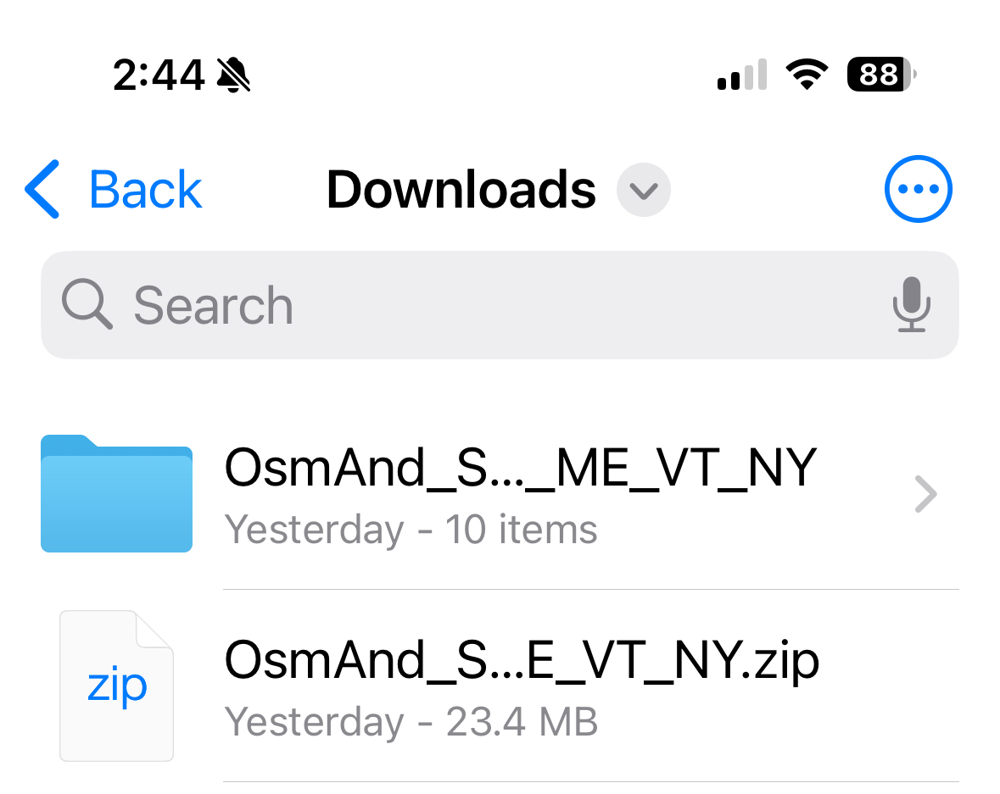 2:44 88
Back Downloads
Search
OsmAnd_S..._ME_VT_NY
Yesterday - 10 items
zip
OsmAnd_S...E_VT_NY.zip
Yesterday - 23.4 MB